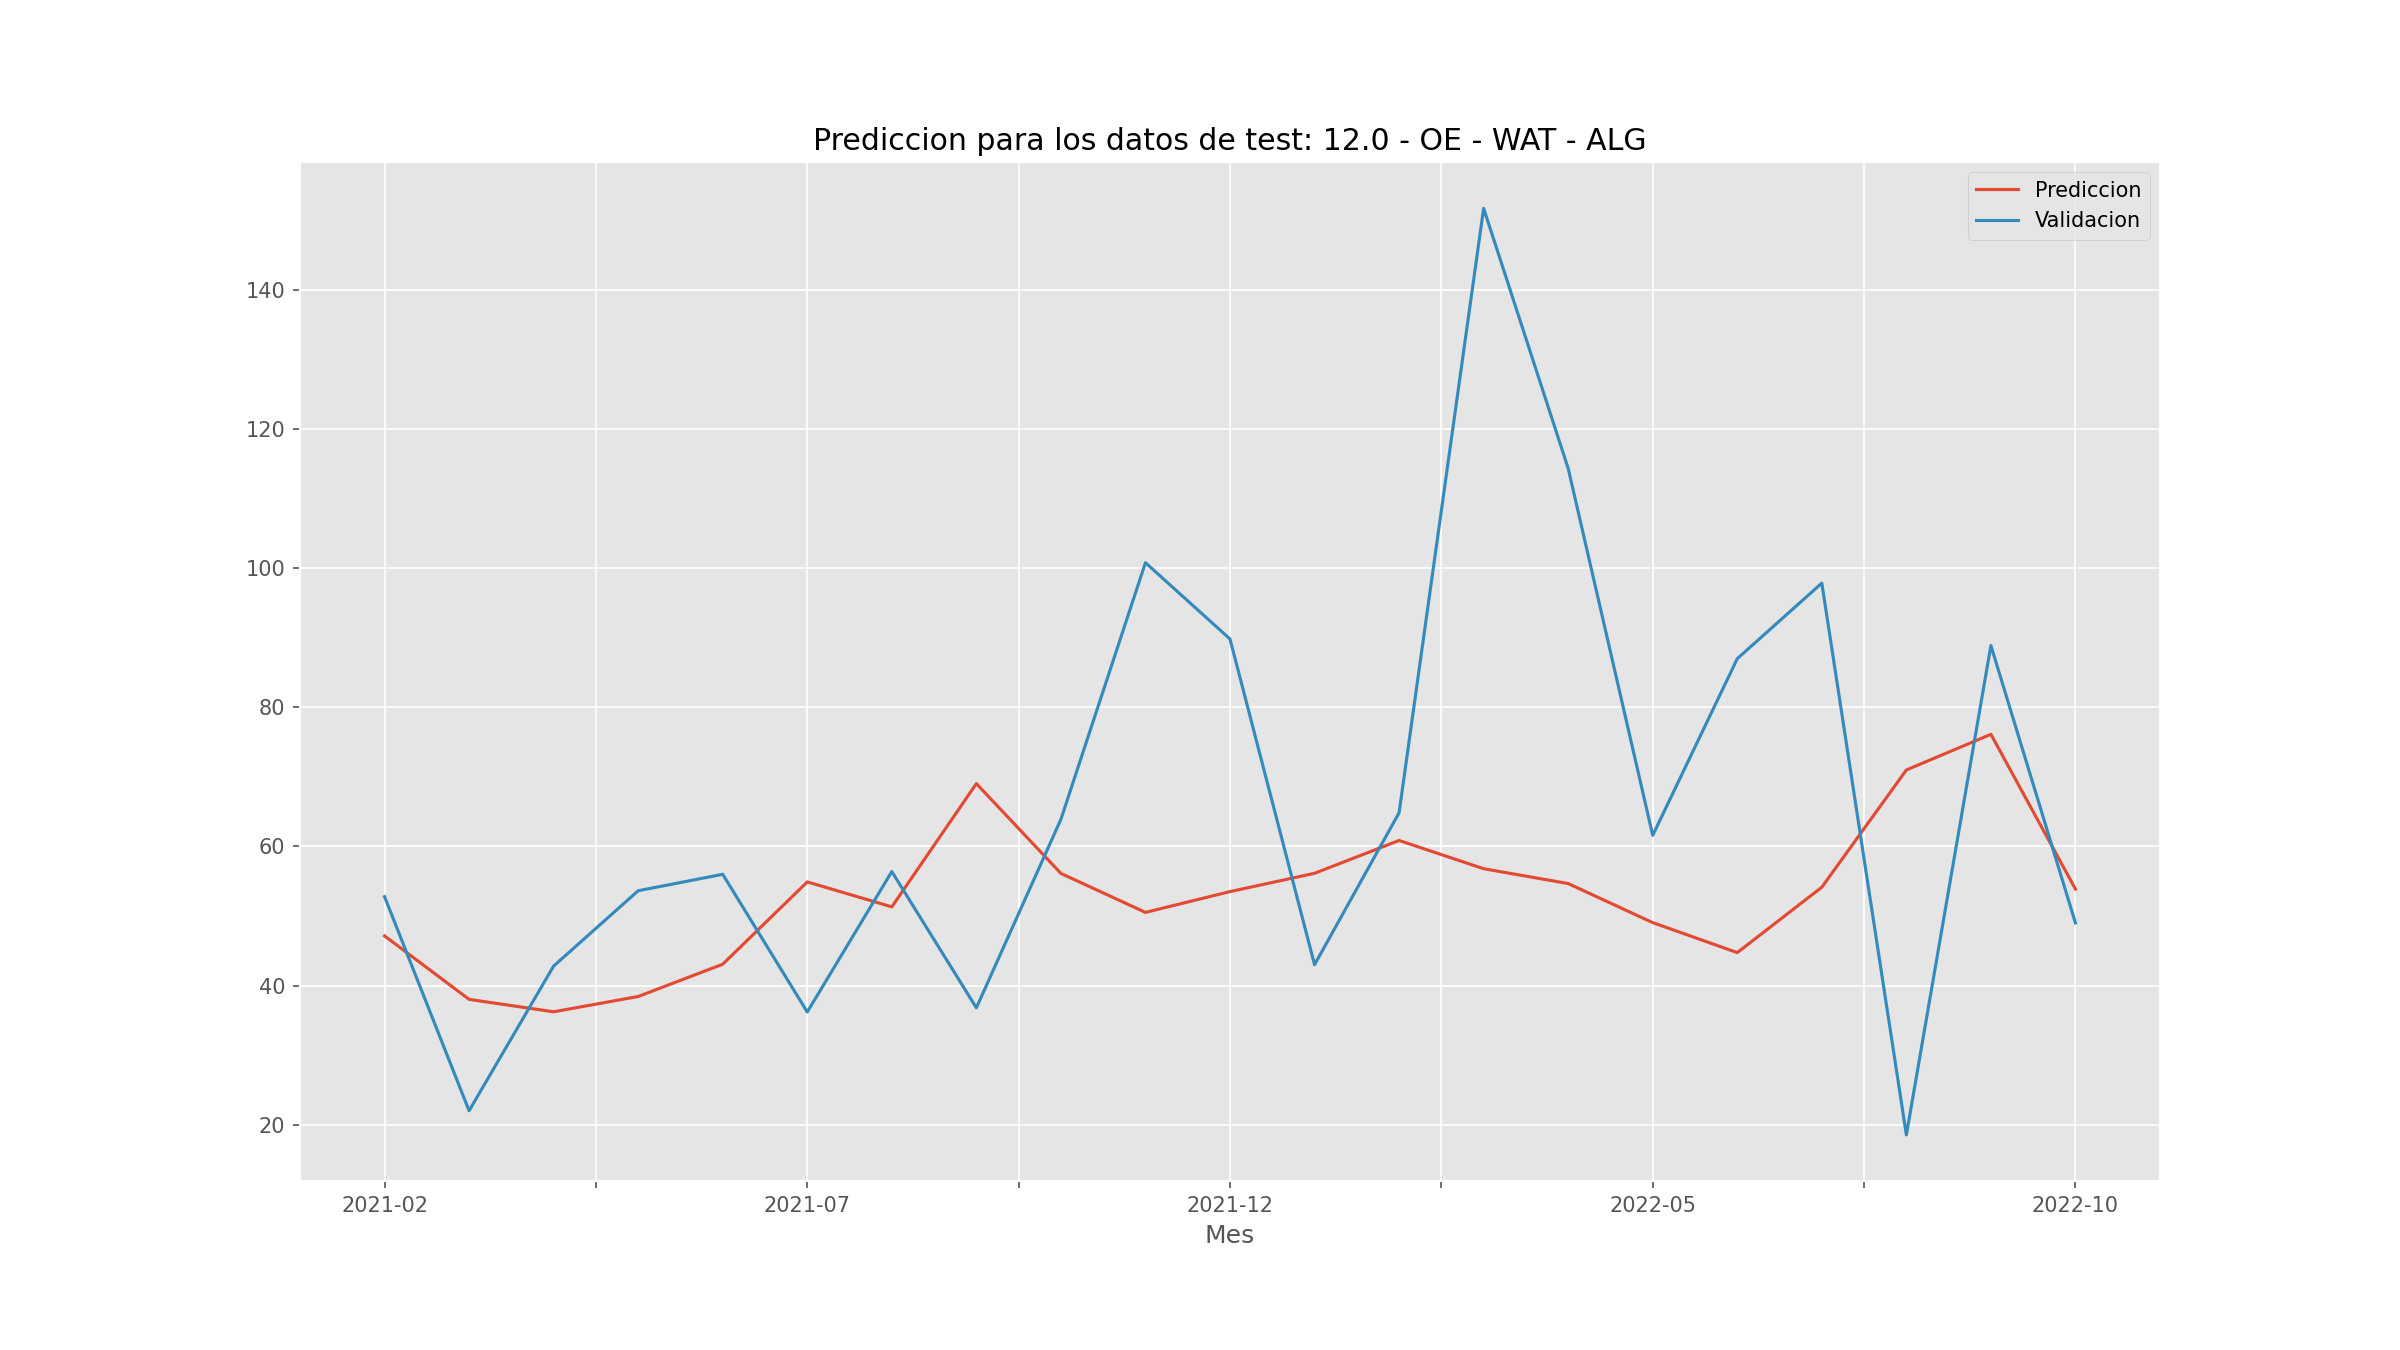 Prediccion para los datos de test: 12.0 - OE - WAT - ALG
Prediccion
Validacion
140
120
100
80
60
40
20
2021-02 2021-07 2021-12 2022-05 2022-10
Mes